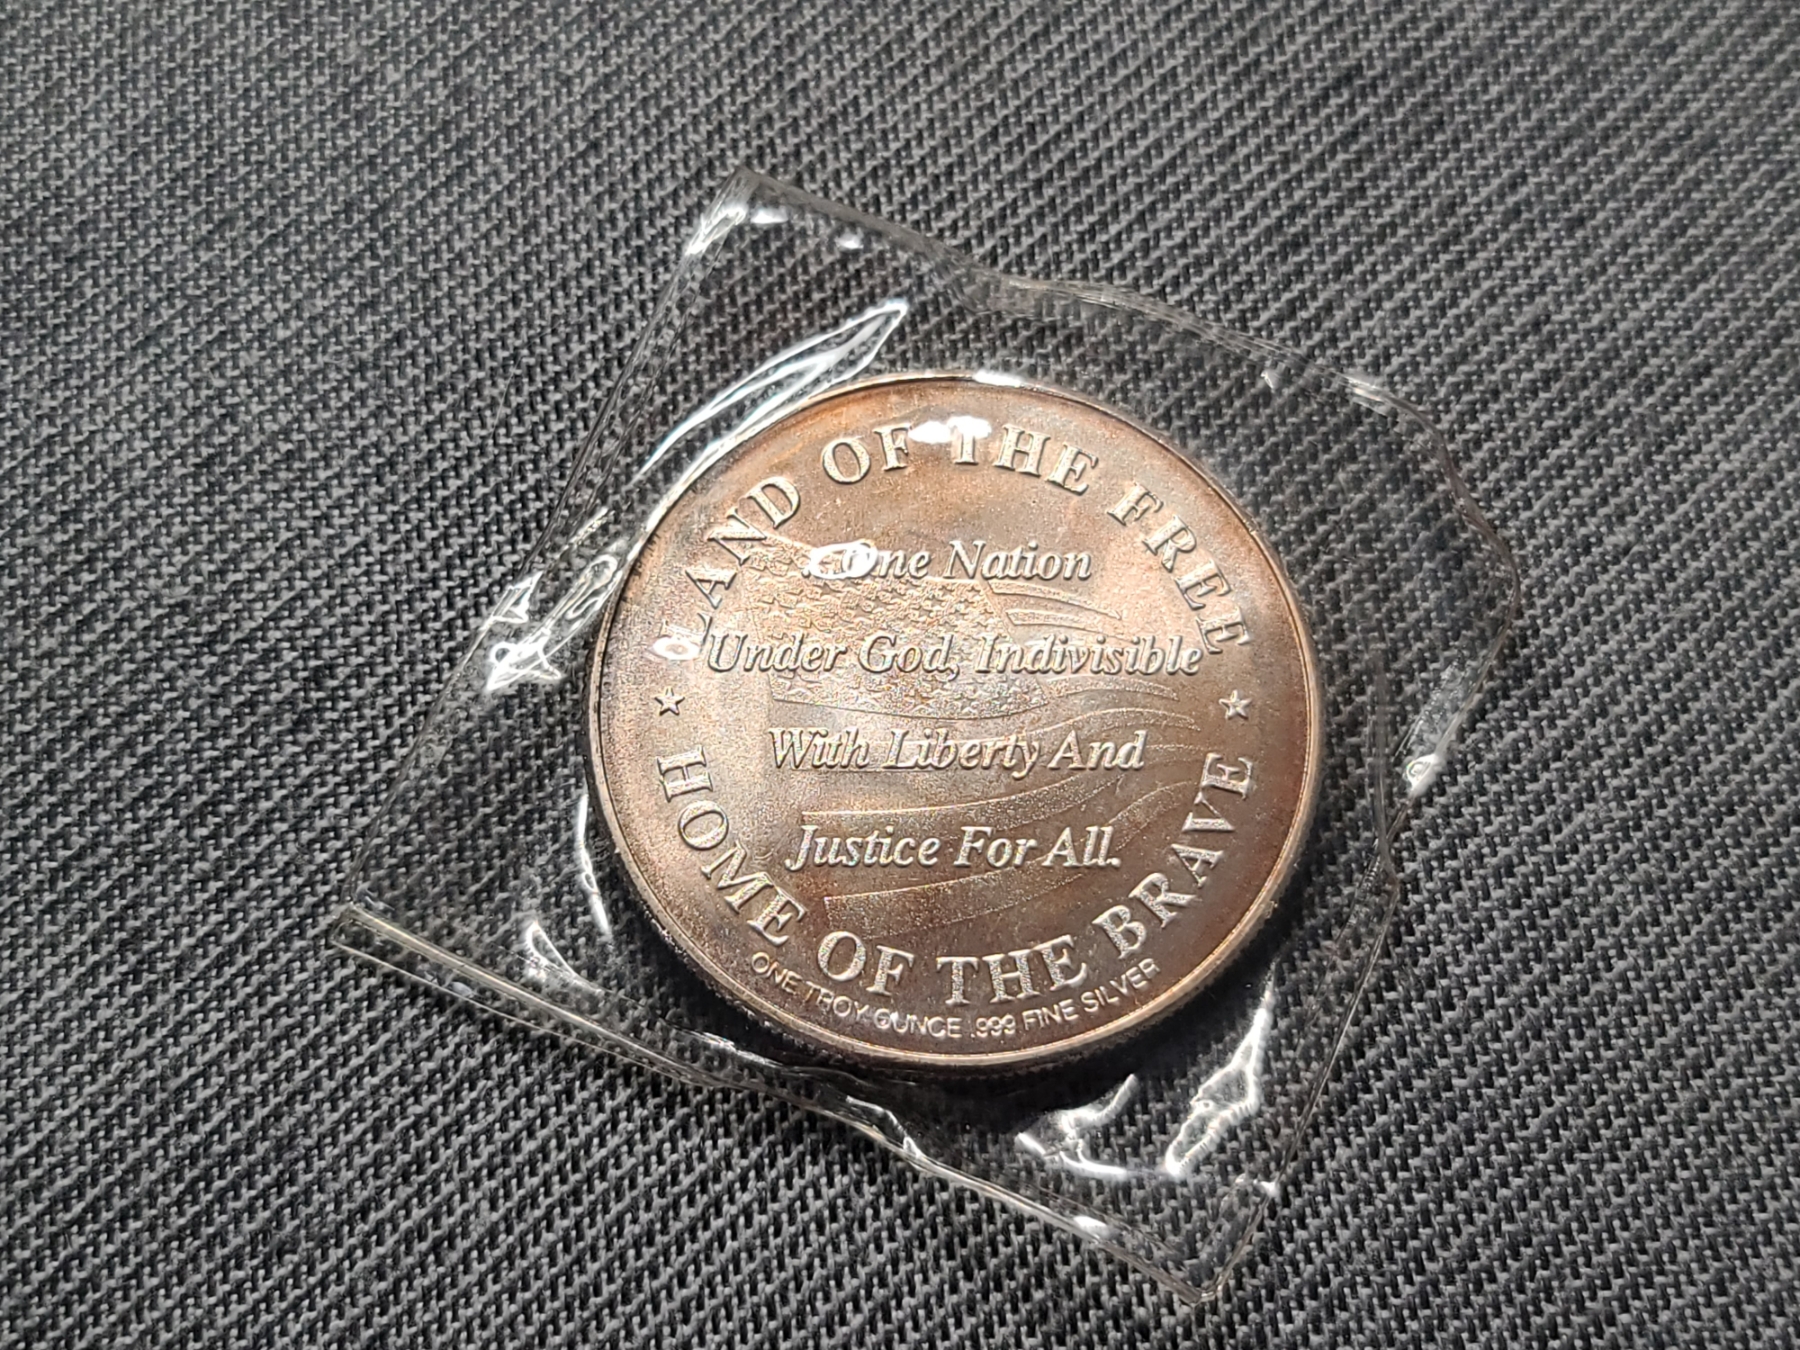 LAND OF THE FREE
...One Nation
Under God, Indivisible
With Liberty And
Justice For All.
HOME OF THE BRAVE
ONE TROY OUNCE .999 FINE SILVER